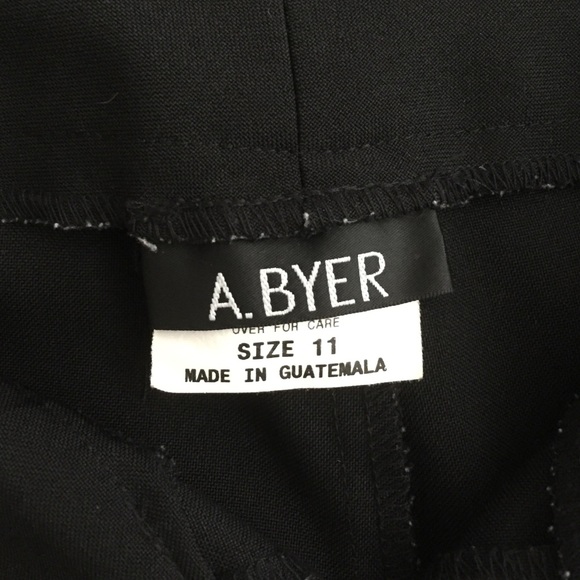 A.BYER
OVER FOR CARE
SIZE 11
MADE IN GUATEMALA